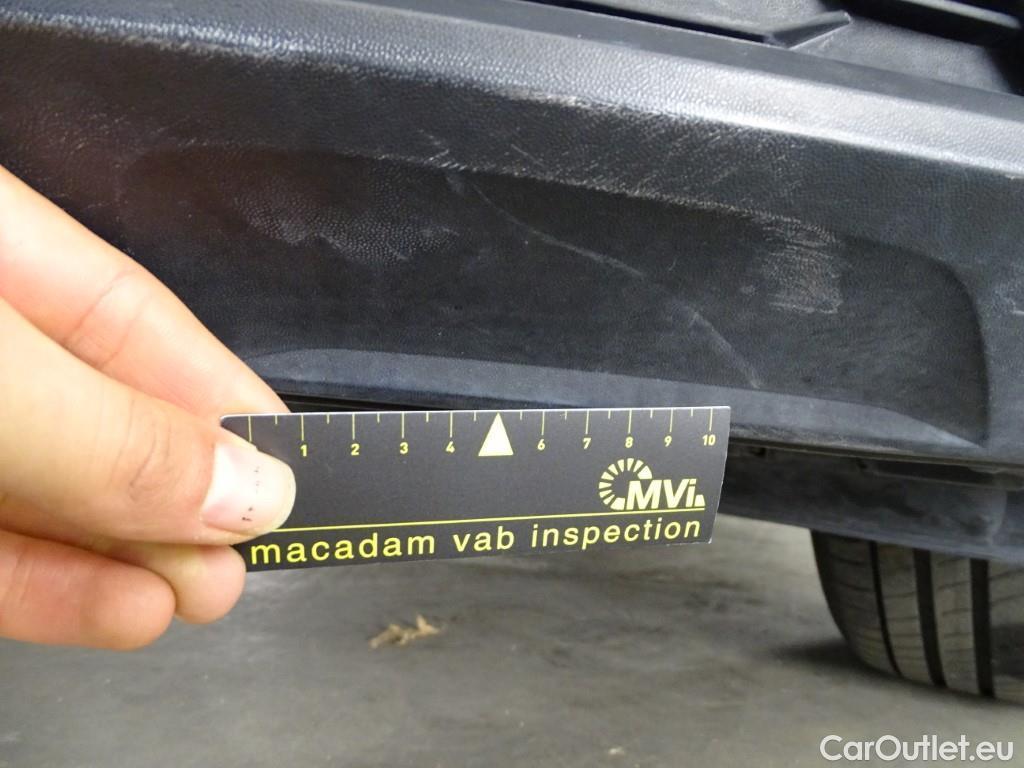 1 2 3 4 6 7 8 9 10
MVi
macadam vab inspection
CarOutlet.eu